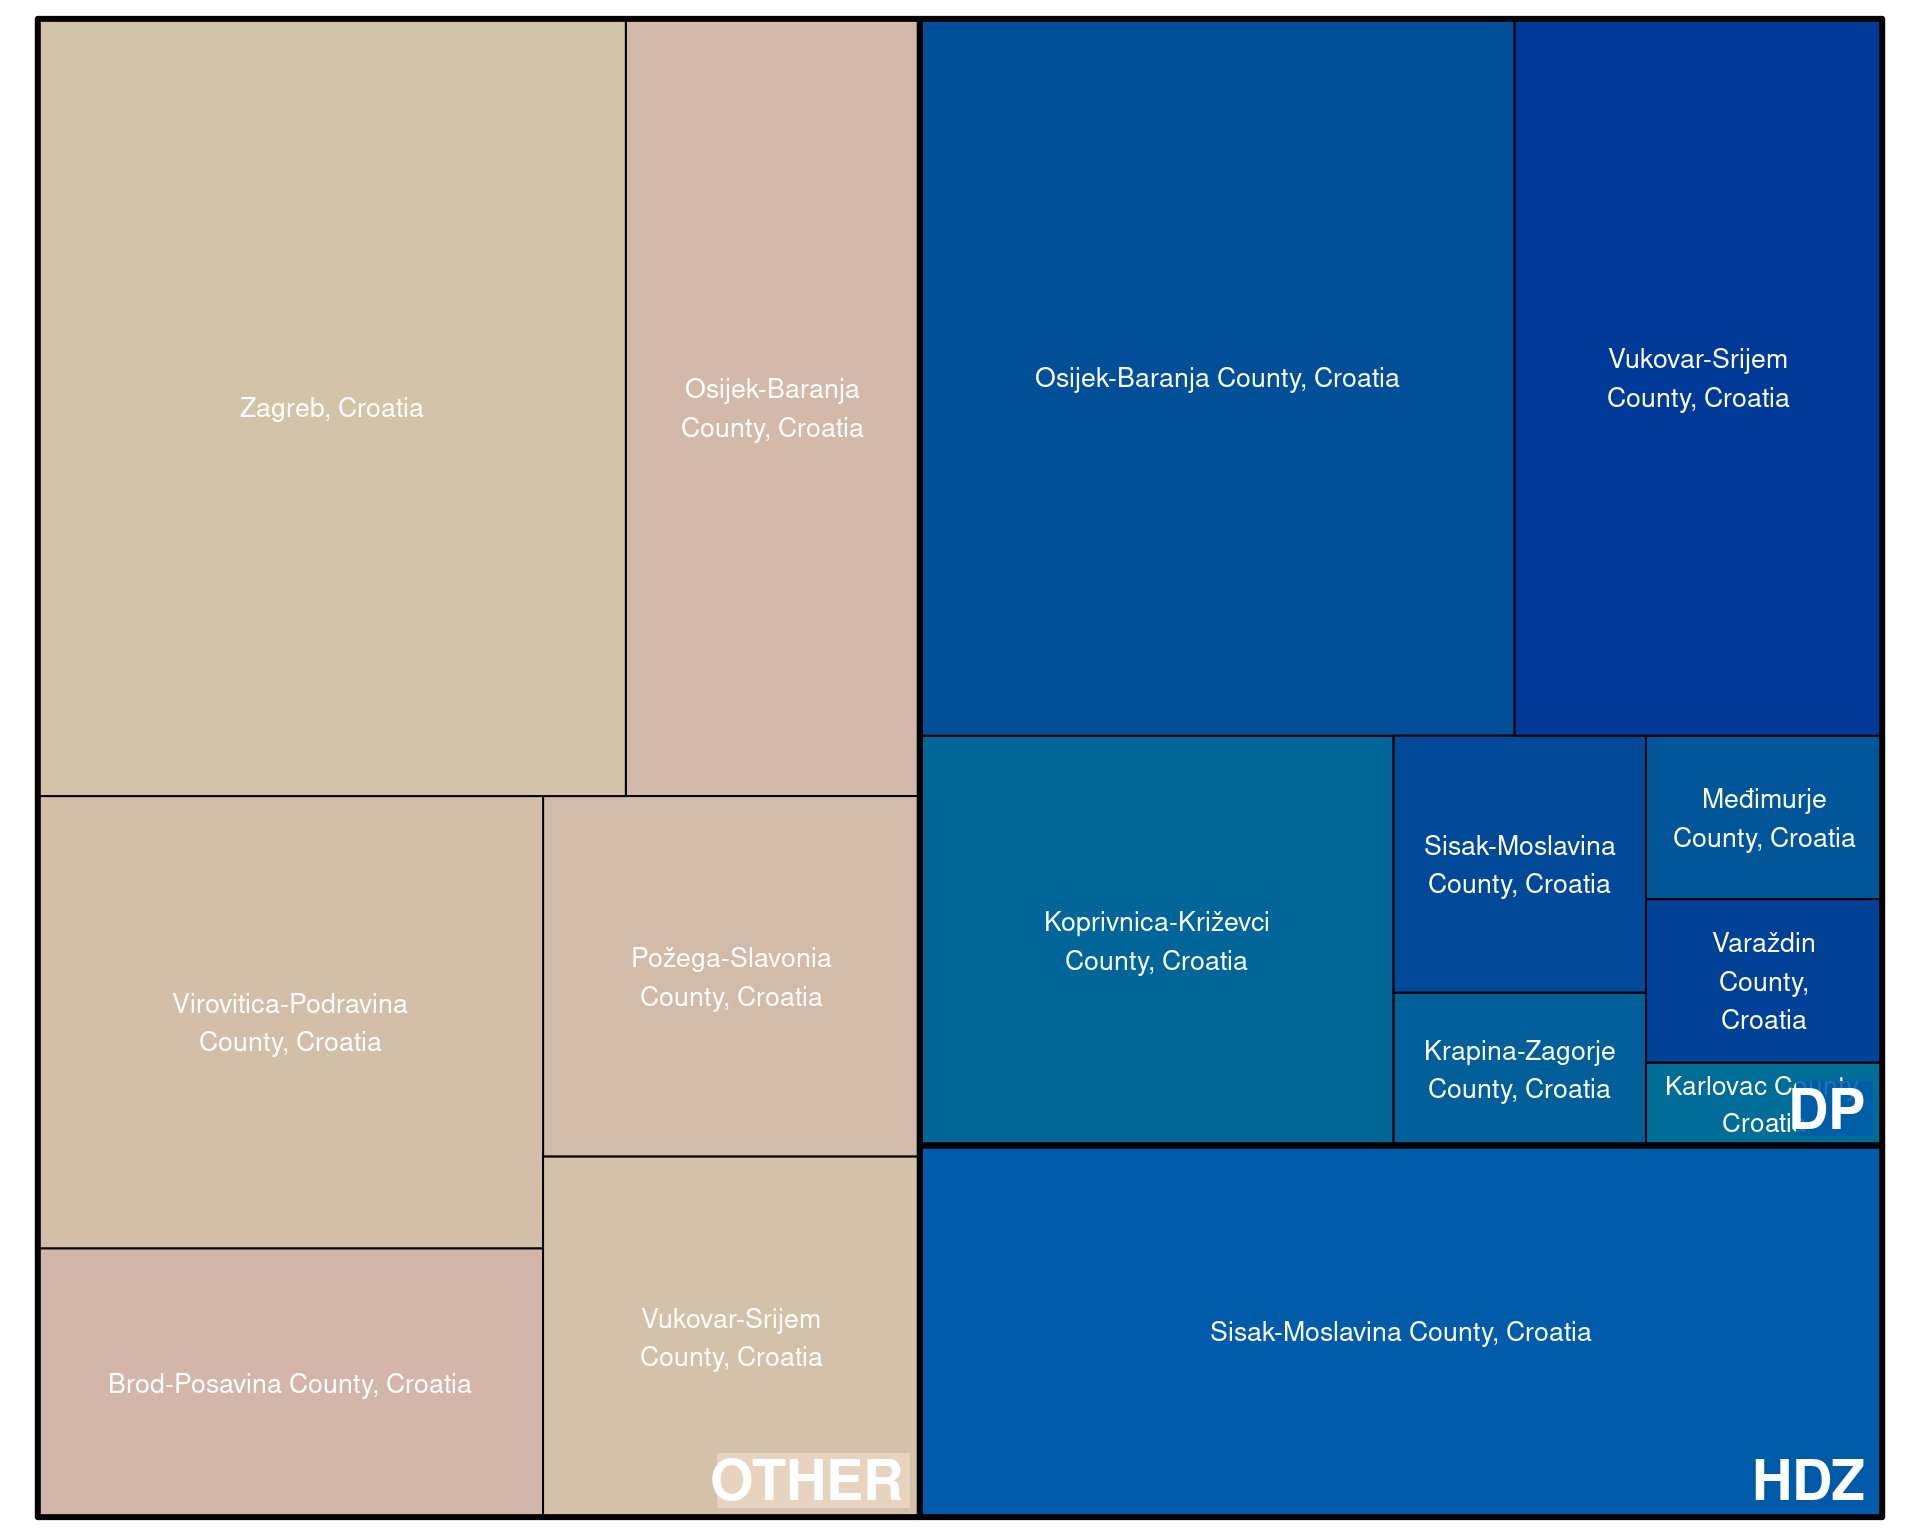 Zagreb, Croatia
Osijek-Baranja
County, Croatia
Virovitica-Podravina
County, Croatia
Požega-Slavonia
County, Croatia
Brod-Posavina County, Croatia
Vukovar-Srijem
County, Croatia
OTHER
Osijek-Baranja County, Croatia
Vukovar-Srijem
County, Croatia
Koprivnica-Križevci
County, Croatia
Sisak-Moslavina
County, Croatia
Krapina-Zagorje
County, Croatia
Međimurje
County, Croatia
Varaždin
County,
Croatia
Karlovac County,
Croatia
DP
Sisak-Moslavina County, Croatia
HDZ